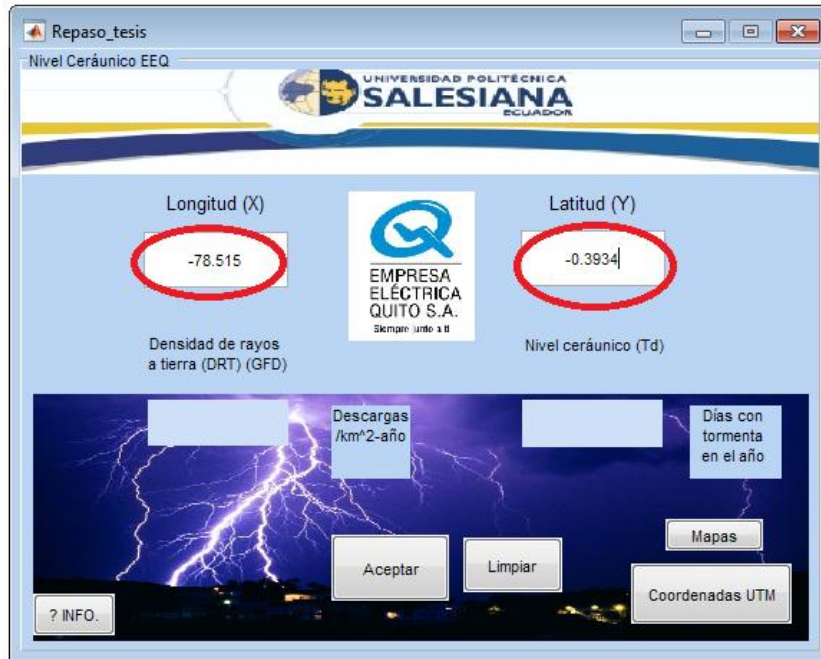 Repaso_tesis
Nivel Ceráunico EEQ
UNIVERSIDAD POLITÉCNICA
SALESIANA
ECUADOR
Longitud (X)
Latitud (Y)
-78.515
-0.3934
EMPRESA
ELÉCTRICA
QUITO S.A.
Siempre junto a ti
Densidad de rayos
a tierra (DRT) (GFD)
Nivel ceráunico (Td)
Descargas
/km^2-año
Días con
tormenta
en el año
Aceptar
Limpiar
Mapas
Coordenadas UTM
? INFO.